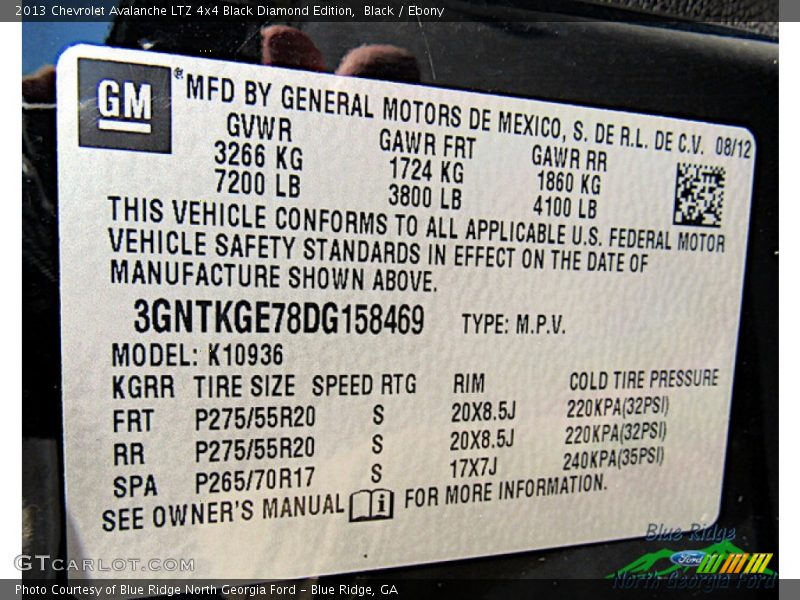 2013 Chevrolet Avalanche LTZ 4x4 Black Diamond Edition, Black / Ebony
GM ® MFD BY GENERAL MOTORS DE MEXICO, S. DE R.L. DE C.V. 08/12
GVWR GAWR FRT GAWR RR
3266 KG 1724 KG 1860 KG
7200 LB 3800 LB 4100 LB
THIS VEHICLE CONFORMS TO ALL APPLICABLE U.S. FEDERAL MOTOR
VEHICLE SAFETY STANDARDS IN EFFECT ON THE DATE OF
MANUFACTURE SHOWN ABOVE.
3GNTKGE78DG158469 TYPE: M.P.V.
MODEL: K10936
KGRR TIRE SIZE SPEED RTG RIM COLD TIRE PRESSURE
FRT P275/55R20 S 20X8.5J 220KPA(32PSI)
RR P275/55R20 S 20X8.5J 220KPA(32PSI)
SPA P265/70R17 S 17X7J 240KPA(35PSI)
SEE OWNER'S MANUAL i FOR MORE INFORMATION.
Blue Ridge
Ford
North Georgia Ford
GTcarlot.com
Photo Courtesy of Blue Ridge North Georgia Ford - Blue Ridge, GA